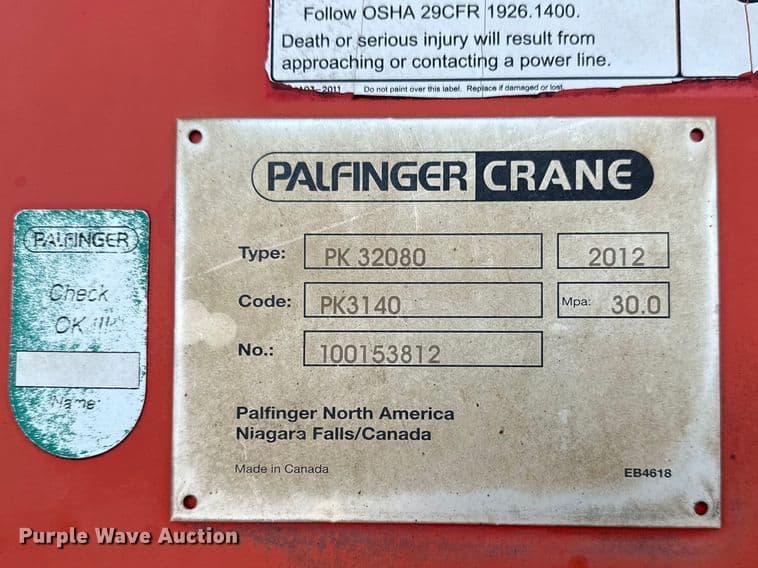 Follow OSHA 29CFR 1926.1400.
Death or serious injury will result from
approaching or contacting a power line.
-2011 Do not paint over this label. Replace if damaged or lost.
PALFINGER CRANE
Type: PK 32080 2012
Code: PK3140 Mpa: 30.0
No.: 100153812
Palfinger North America
Niagara Falls/Canada
Made in Canada EB4618
PALFINGER
Check
OK
Name
Purple Wave Auction